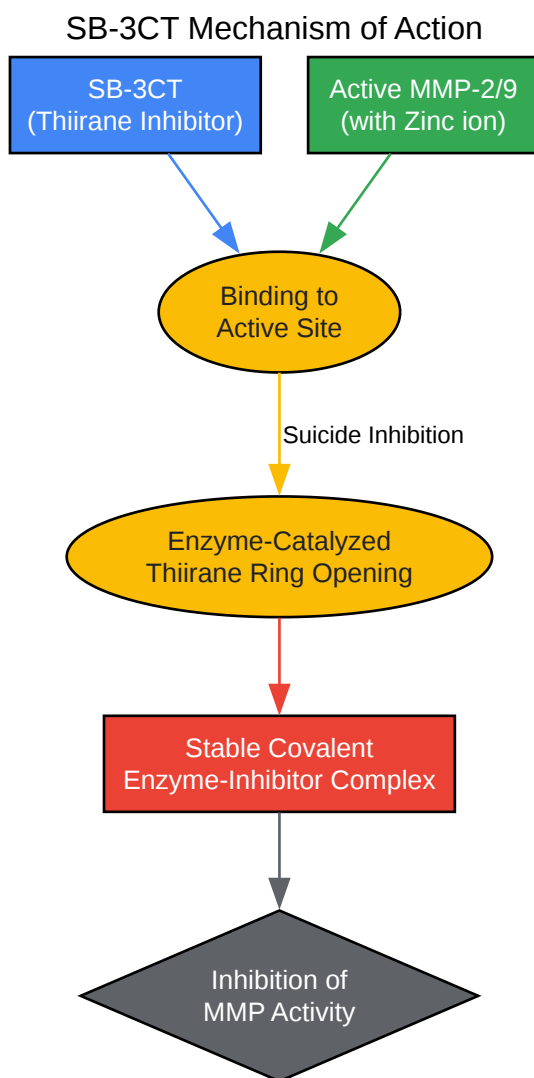 SB-3CT Mechanism of Action
SB-3CT
(Thiirane Inhibitor)
Active MMP-2/9
(with Zinc ion)
Binding to
Active Site
Suicide Inhibition
Enzyme-Catalyzed
Thiirane Ring Opening
Stable Covalent
Enzyme-Inhibitor Complex
Inhibition of
MMP Activity